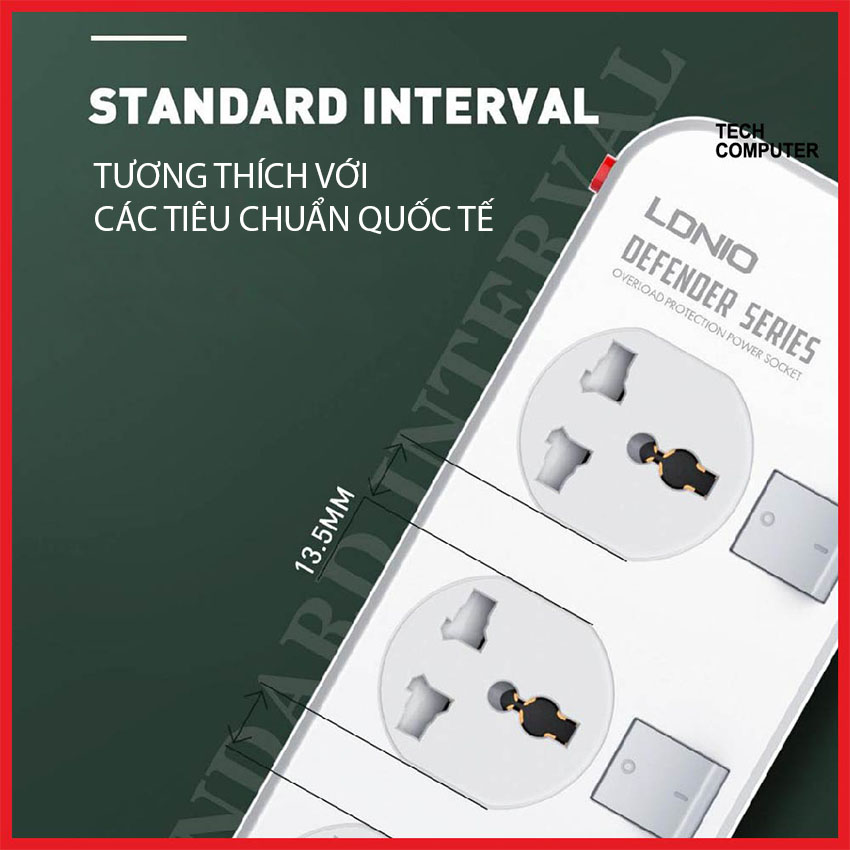 STANDARD INTERVAL
TƯƠNG THÍCH VỚI
CÁC TIÊU CHUẨN QUỐC TẾ
TECH
COMPUTER
LDNIO
DEFENDER SERIES
OVERLOAD PROTECTION POWER SOCKET
13.5MM
STANDARD INTERVAL